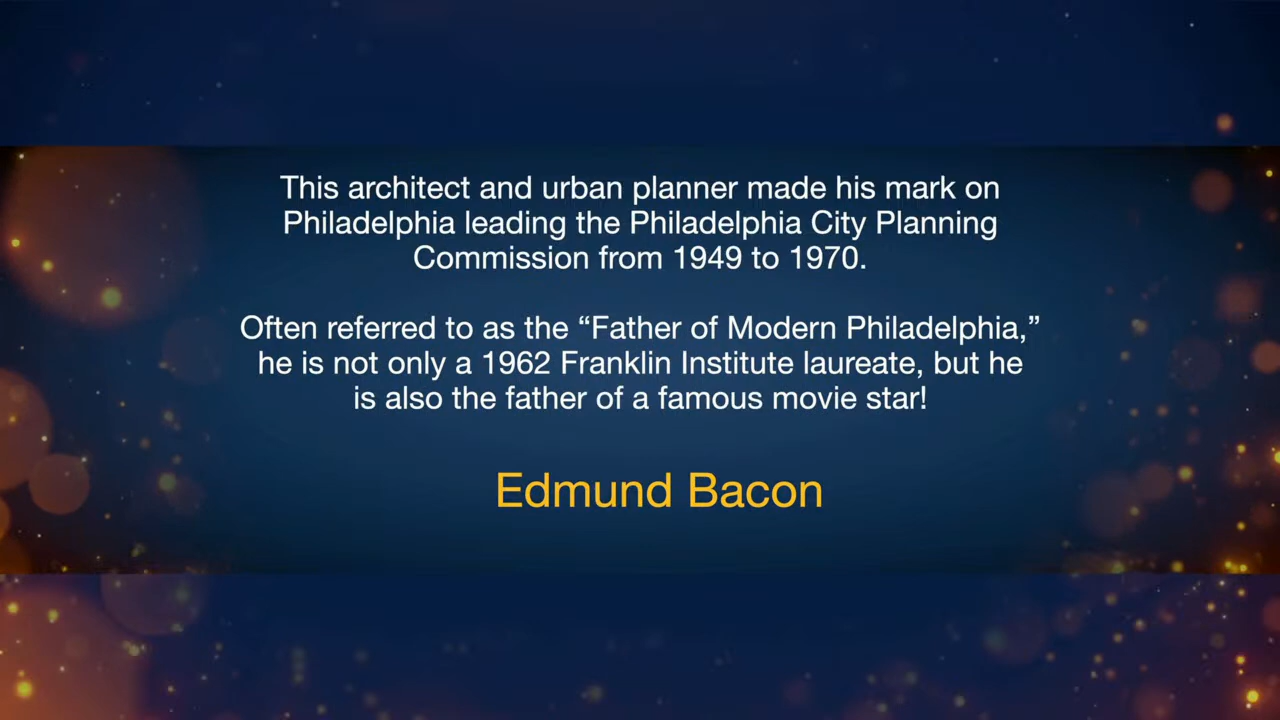 This architect and urban planner made his mark on
Philadelphia leading the Philadelphia City Planning
Commission from 1949 to 1970.
Often referred to as the “Father of Modern Philadelphia,”
he is not only a 1962 Franklin Institute laureate, but he
is also the father of a famous movie star!
Edmund Bacon